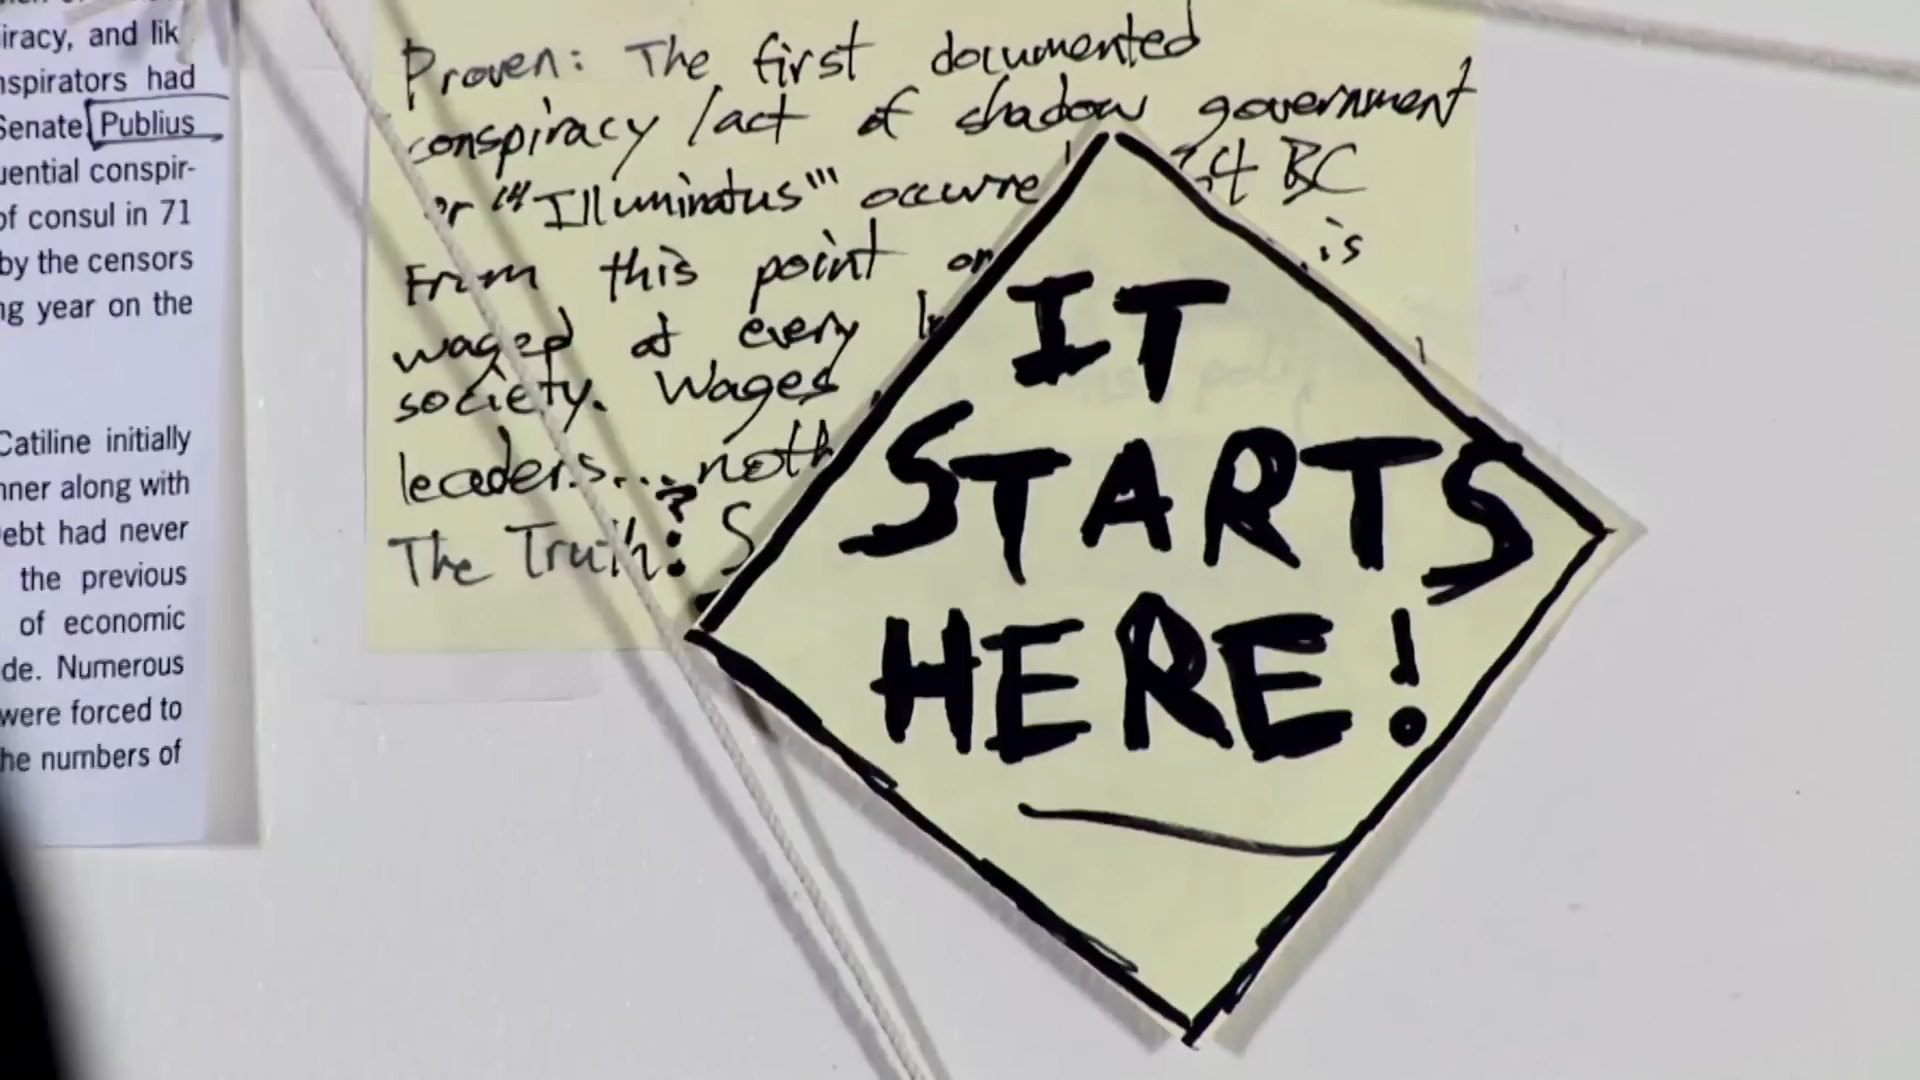 iracy, and lik
nspirators had
Senate Publius
uential conspir-
of consul in 71
by the censors
ng year on the
Catiline initially
nner along with
ebt had never
the previous
of economic
de. Numerous
were forced to
he numbers of
Proven: The first documented
conspiracy /act of shadow government
or "'Illuminatus'" occurre 4 BC
From this point on is
waged at every
society. Wages
leaders... noth
The Truth?: S
IT
STARTS
HERE!